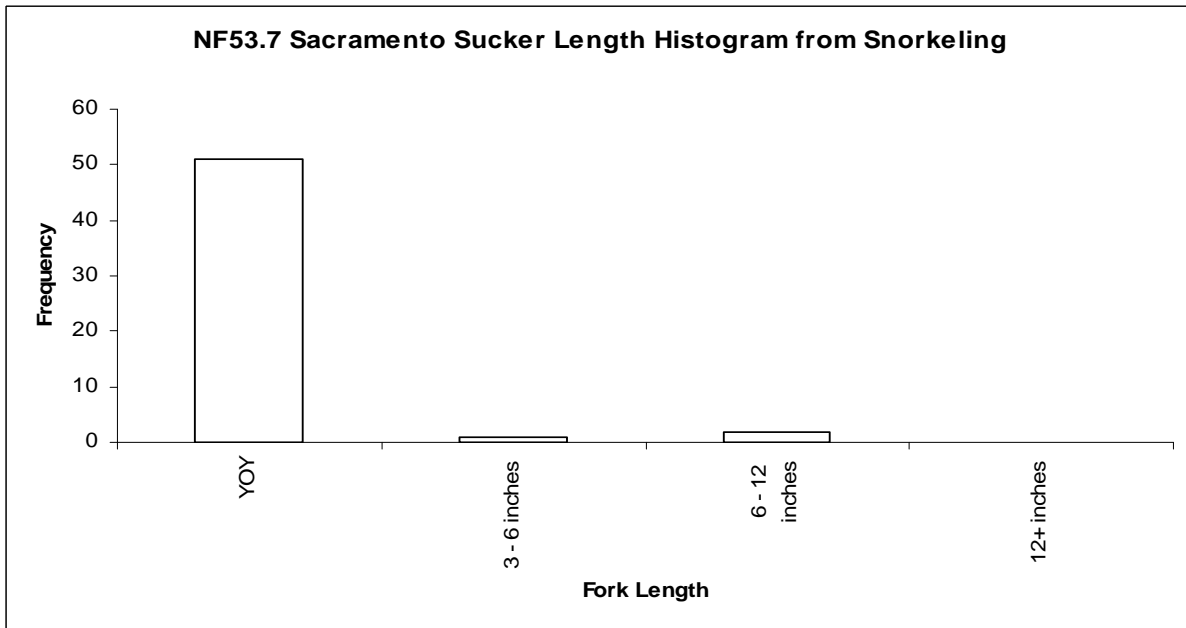 NF53.7 Sacramento Sucker Length Histogram from Snorkeling
60
50
40
30
20
10
0
Frequency
YOY
3 - 6 inches
6 - 12
inches
12+ inches
Fork Length